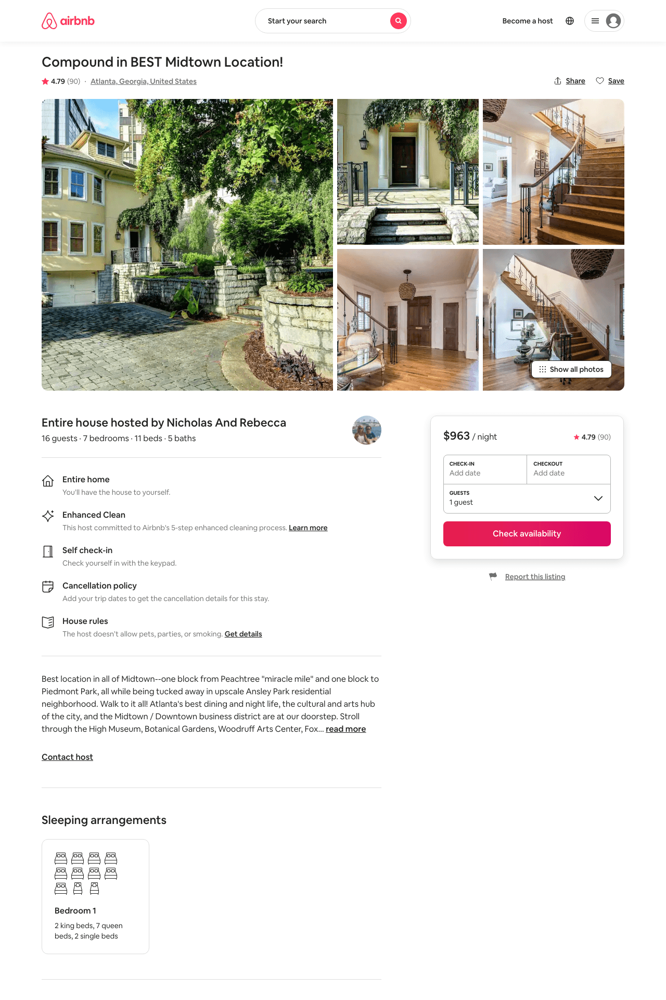 airbnb
Start your search
Become a host
Compound in BEST Midtown Location!
4.79 (90) · Atlanta, Georgia, United States
Share
Save
Show all photos
Entire house hosted by Nicholas And Rebecca
16 guests · 7 bedrooms · 11 beds · 5 baths
$963 / night
4.79 (90)
CHECK-IN
Add date
CHECKOUT
Add date
GUESTS
1 guest
Check availability
Report this listing
Entire home
You’ll have the house to yourself.
Enhanced Clean
This host committed to Airbnb's 5-step enhanced cleaning process. Learn more
Self check-in
Check yourself in with the keypad.
Cancellation policy
Add your trip dates to get the cancellation details for this stay.
House rules
The host doesn’t allow pets, parties, or smoking. Get details
Best location in all of Midtown--one block from Peachtree "miracle mile" and one block to
Piedmont Park, all while being tucked away in upscale Ansley Park residential
neighborhood. Walk to it all! Atlanta's best dining and night life, the cultural and arts hub
of the city, and the Midtown / Downtown business district are at our doorstep. Stroll
through the High Museum, Botanical Gardens, Woodruff Arts Center, Fox... read more
Contact host
Sleeping arrangements
Bedroom 1
2 king beds, 7 queen
beds, 2 single beds